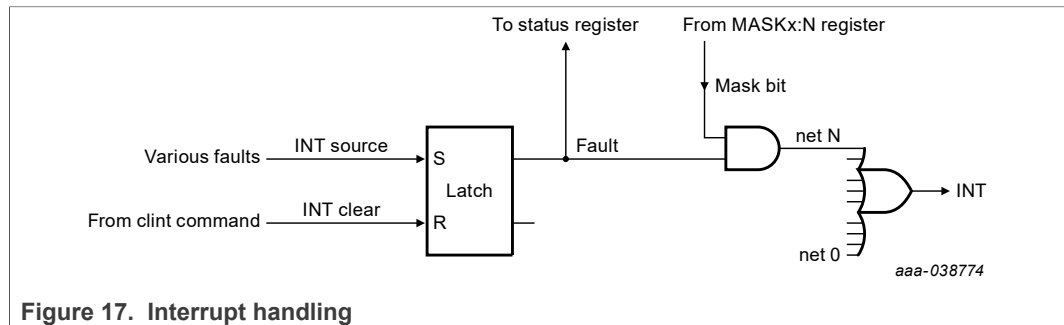 To status register
From MASKx:N register
Mask bit
net N
Various faults
INT source
S
Fault
Latch
INT
From clint command
INT clear
R
net 0
aaa-038774
Figure 17. Interrupt handling